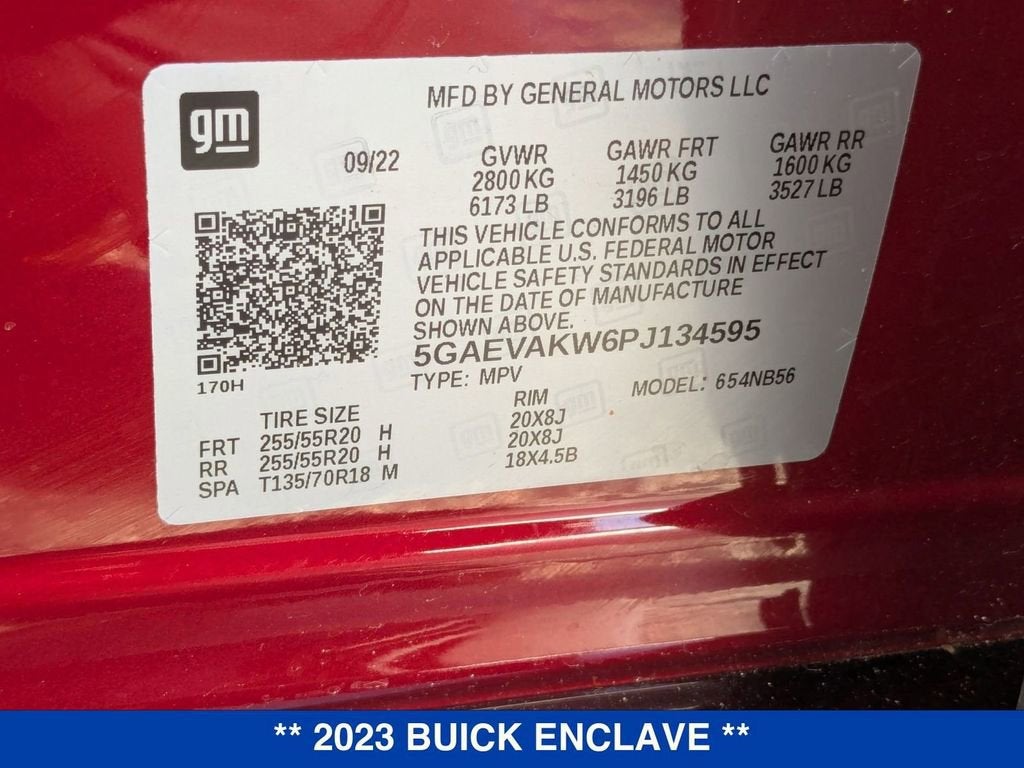 gm
MFD BY GENERAL MOTORS LLC
09/22
GVWR
2800 KG
6173 LB
GAWR FRT
1450 KG
3196 LB
GAWR RR
1600 KG
3527 LB
THIS VEHICLE CONFORMS TO ALL
APPLICABLE U.S. FEDERAL MOTOR
VEHICLE SAFETY STANDARDS IN EFFECT
ON THE DATE OF MANUFACTURE
SHOWN ABOVE.
5GAEVAKW6PJ134595
TYPE: MPV MODEL: 654NB56
170H
TIRE SIZE RIM
FRT 255/55R20 H 20X8J
RR 255/55R20 H 20X8J
SPA T135/70R18 M 18X4.5B
** 2023 BUICK ENCLAVE **